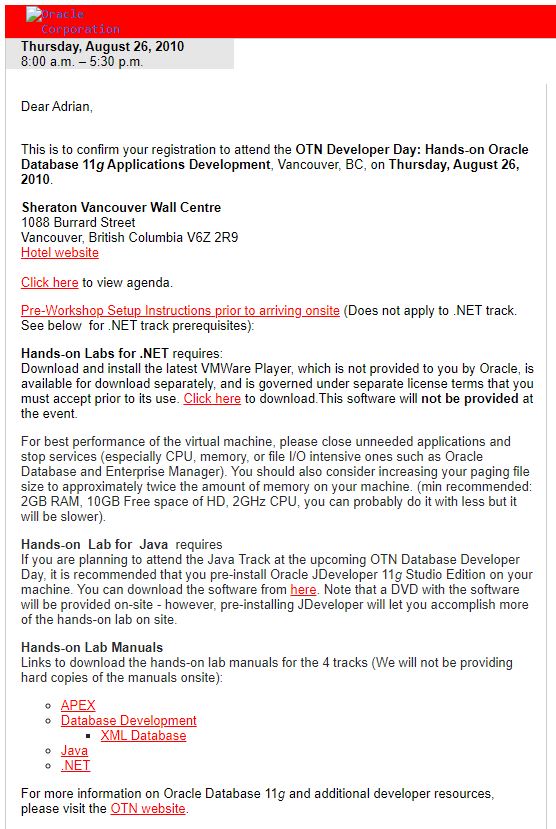 Oracle
Corporation
Thursday, August 26, 2010
8:00 a.m. – 5:30 p.m.
Dear Adrian,
This is to confirm your registration to attend the OTN Developer Day: Hands-on Oracle
Database 11g Applications Development, Vancouver, BC, on Thursday, August 26,
2010.
Sheraton Vancouver Wall Centre
1088 Burrard Street
Vancouver, British Columbia V6Z 2R9
Hotel website
Click here to view agenda.
Pre-Workshop Setup Instructions prior to arriving onsite (Does not apply to .NET track.
See below  for .NET track prerequisites):
Hands-on Labs for .NET requires:
Download and install the latest VMWare Player, which is not provided to you by Oracle, is
available for download separately, and is governed under separate license terms that you
must accept prior to its use. Click here to download.This software will not be provided at
the event.
For best performance of the virtual machine, please close unneeded applications and
stop services (especially CPU, memory, or file I/O intensive ones such as Oracle
Database and Enterprise Manager). You should also consider increasing your paging file
size to approximately twice the amount of memory on your machine. (min recommended:
2GB RAM, 10GB Free space of HD, 2GHz CPU, you can probably do it with less but it
will be slower).
Hands-on  Lab for  Java  requires
If you are planning to attend the Java Track at the upcoming OTN Database Developer
Day, it is recommended that you pre-install Oracle JDeveloper 11g Studio Edition on your
machine. You can download the software from here. Note that a DVD with the software
will be provided on-site - however, pre-installing JDeveloper will let you accomplish more
of the hands-on lab on site.
Hands-on Lab Manuals
Links to download the hands-on lab manuals for the 4 tracks (We will not be providing
hard copies of the manuals onsite):
APEX
Database Development
XML Database
Java
.NET
For more information on Oracle Database 11g and additional developer resources,
please visit the OTN website.